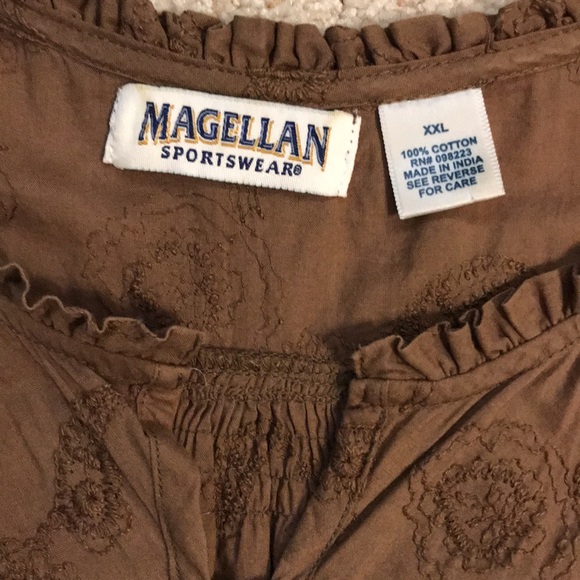 MAGELLAN
SPORTSWEAR®
XXL
100% COTTON
RN# 098223
MADE IN INDIA
SEE REVERSE
FOR CARE